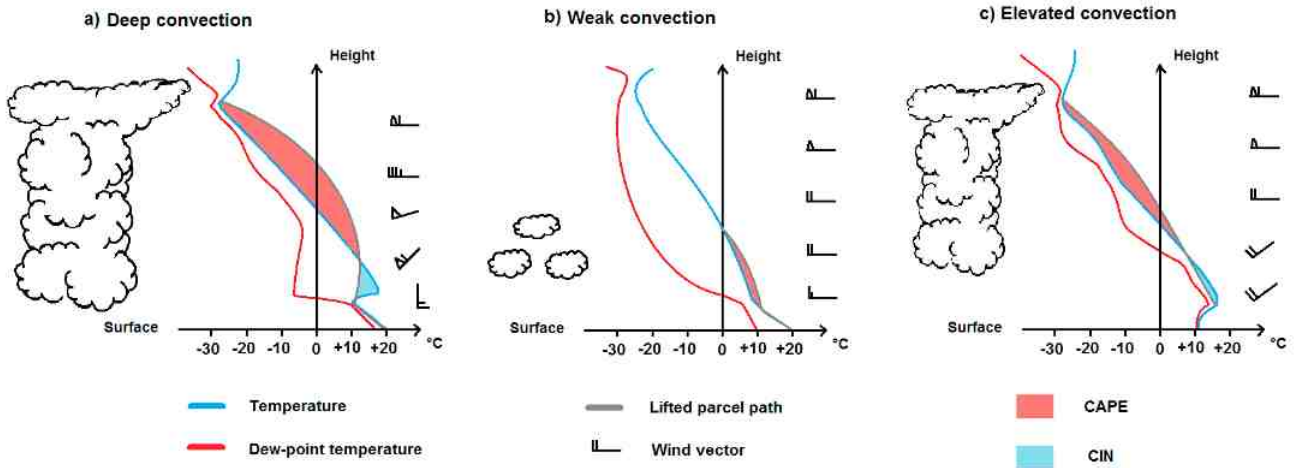 a) Deep convection
b) Weak convection
c) Elevated convection
Height
Height
Height
Surface
-30 -20 -10 0 +10 +20 °C
Surface
-30 -20 -10 0 +10 +20 °C
Surface
-30 -20 -10 0 +10 +20 °C
Temperature
Lifted parcel path
CAPE
Dew-point temperature
Wind vector
CIN